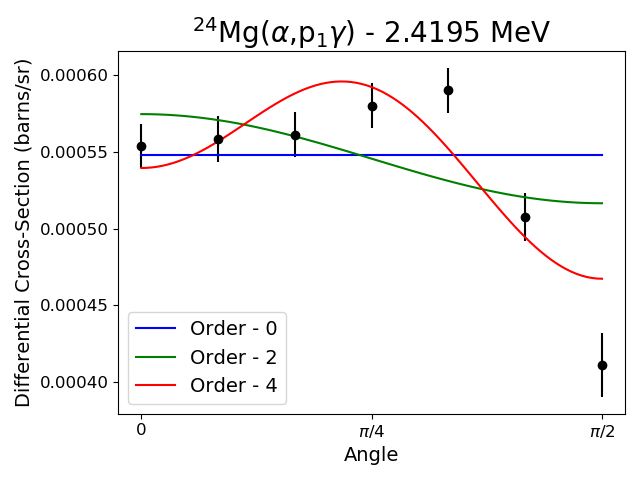 ²⁴Mg(α,p₁γ) - 2.4195 MeV
Differential Cross-Section (barns/sr)
0.00060
0.00055
0.00050
0.00045
0.00040
Order - 0
Order - 2
Order - 4
0
π/4
π/2
Angle